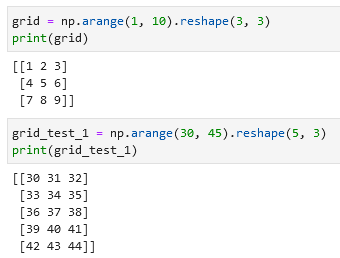 grid = np.arange(1, 10).reshape(3, 3)
print(grid)
[[1 2 3]
 [4 5 6]
 [7 8 9]]
grid_test_1 = np.arange(30, 45).reshape(5, 3)
print(grid_test_1)
[[30 31 32]
 [33 34 35]
 [36 37 38]
 [39 40 41]
 [42 43 44]]